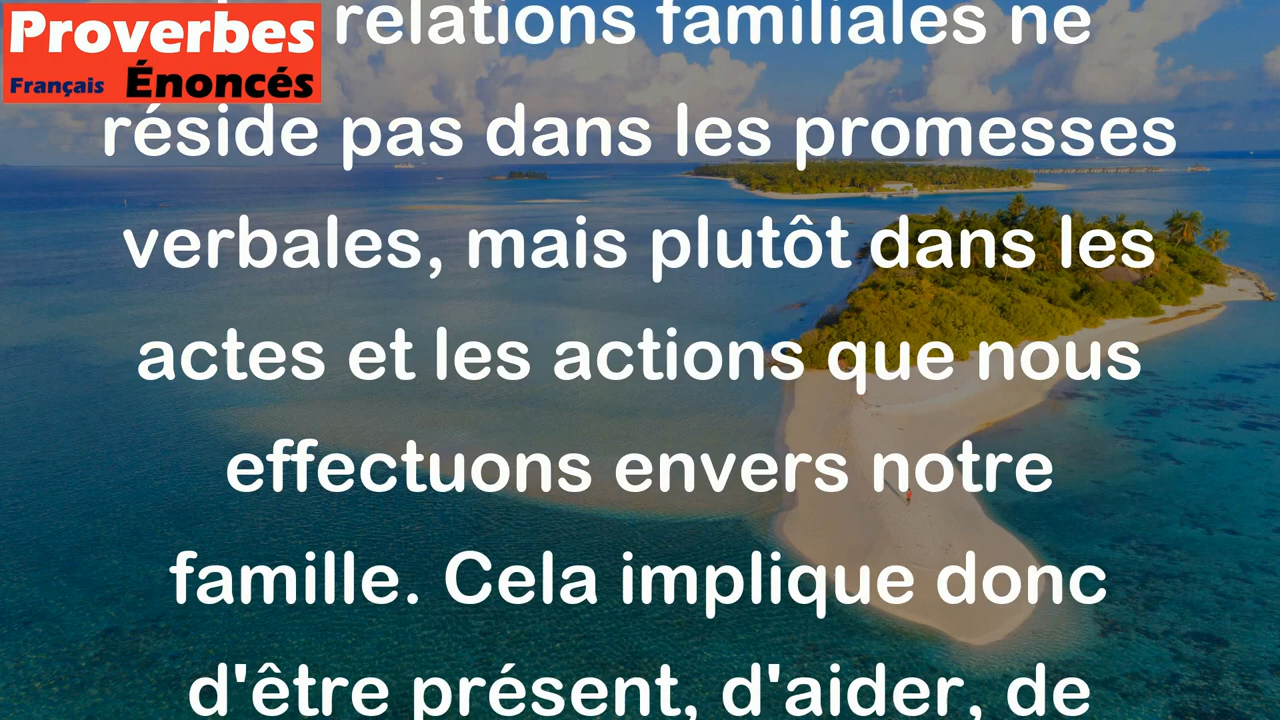 Proverbes
Français Énoncés
relations familiales ne
réside pas dans les promesses
verbales, mais plutôt dans les
actes et les actions que nous
effectuons envers notre
famille. Cela implique donc
d'être présent, d'aider, de